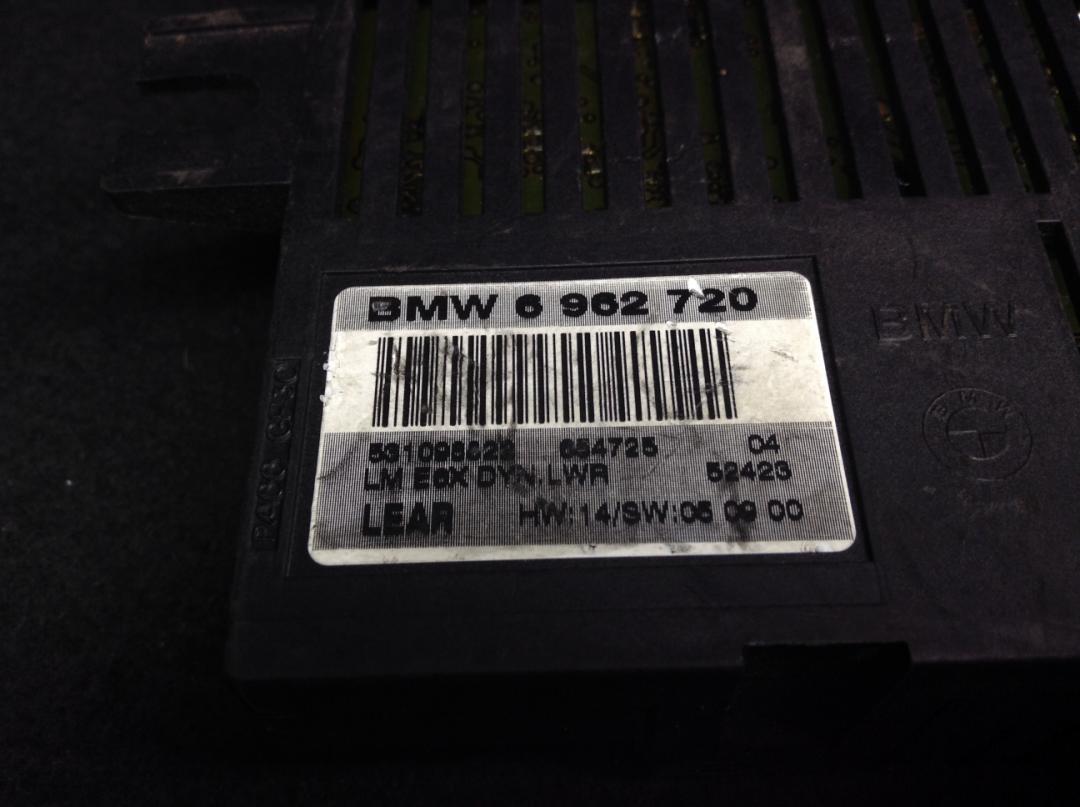 BMW 6 962 720
654725 04
LM E6X DYN.LWR 52423
LEAR HW:14/SW:05 09 00
BMW
BMW